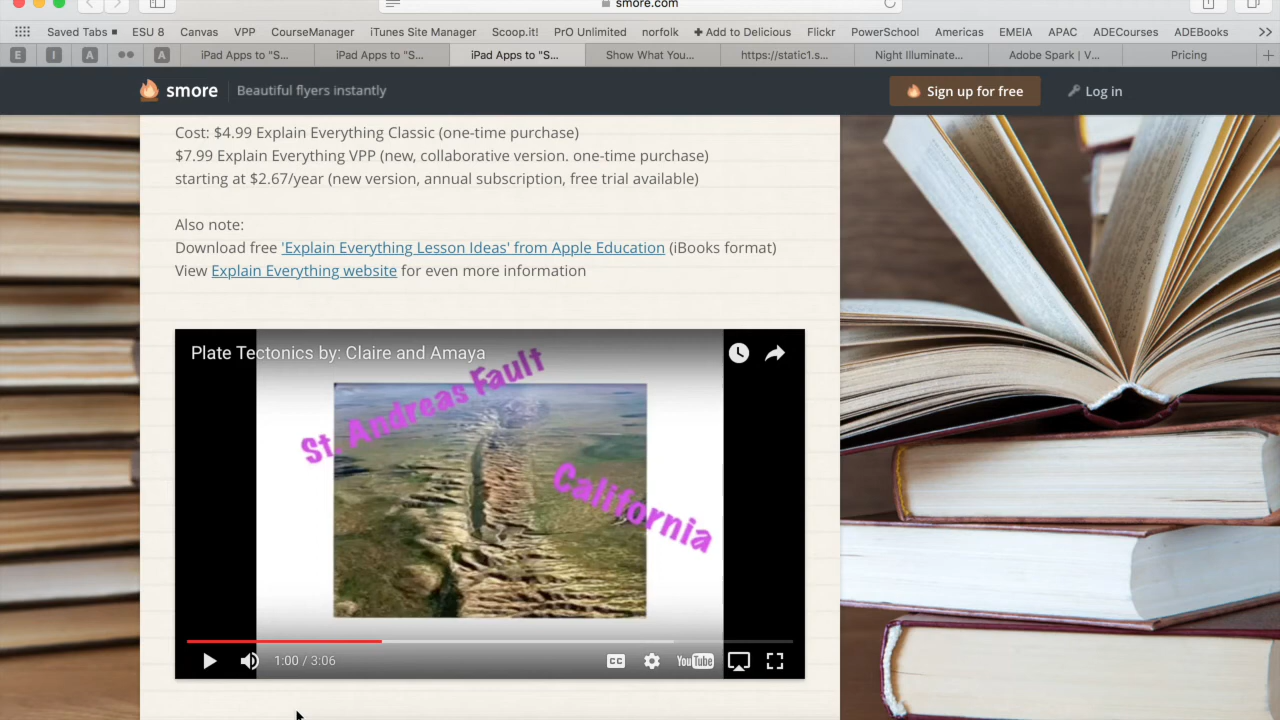 smore.com
Saved Tabs ESU 8 Canvas VPP CourseManager iTunes Site Manager Scoop.it! PrO Unlimited norfolk Add to Delicious Flickr PowerSchool Americas EMEIA APAC ADECourses ADEBooks
E I A A iPad Apps to "S... iPad Apps to "S... iPad Apps to "S... Show What You... https://static1.s... Night Illuminate... Adobe Spark | V... Pricing
smore Beautiful flyers instantly Sign up for free Log in
Cost: $4.99 Explain Everything Classic (one-time purchase)
$7.99 Explain Everything VPP (new, collaborative version. one-time purchase)
starting at $2.67/year (new version, annual subscription, free trial available)
Also note:
Download free 'Explain Everything Lesson Ideas' from Apple Education (iBooks format)
View Explain Everything website for even more information
Plate Tectonics by: Claire and Amaya
St. Andreas Fault
California
1:00 / 3:06 CC YouTube